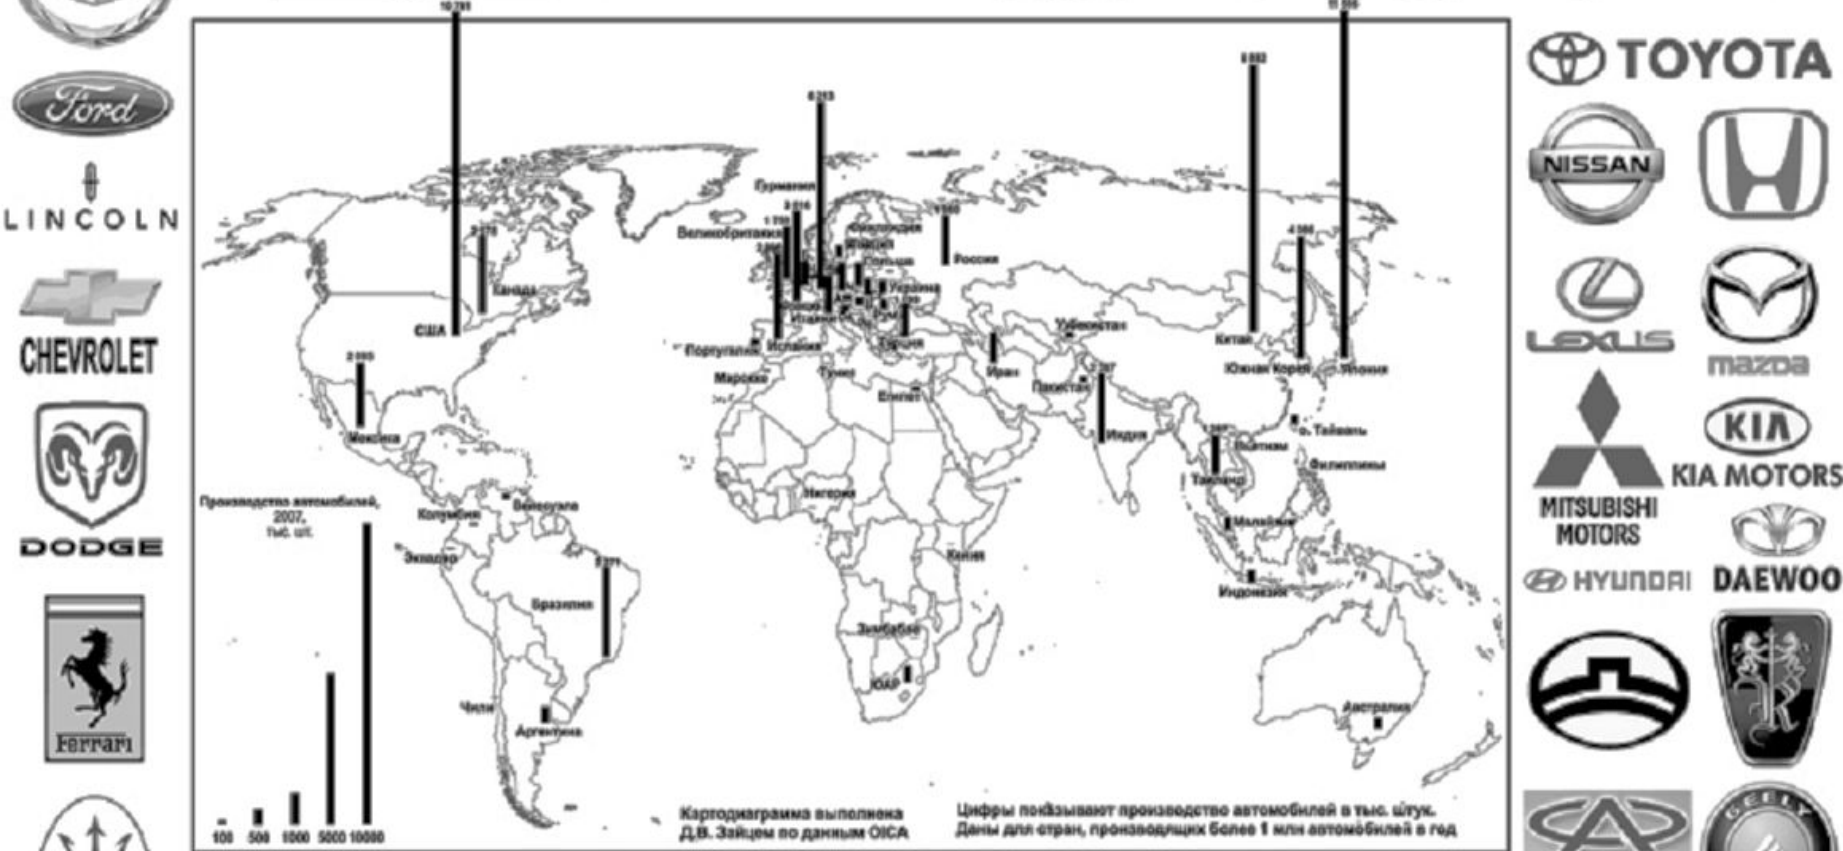 Ford
LINCOLN
CHEVROLET
DODGE
Ferrari
Германия
Великобритания
Финляндия
Польша
Россия
Украина
Канада
США
Италия
Португалия
Испания
Турция
Узбекистан
Китай
Южная Корея
Япония
Марокко
Тунис
Иран
Пакистан
Египет
Мексика
Индия
о. Тайвань
Вьетнам
Филиппины
Таиланд
Производство автомобилей,
2007,
тыс. шт.
Нигерия
Венесуэла
Колумбия
Малайзия
Эквадор
Кения
Индонезия
Бразилия
Зимбабве
ЮАР
Чили
Аргентина
Австралия
100 500 1000 5000 10000
Картодиаграмма выполнена
Д.В. Зайцем по данным OICA
Цифры показывают производство автомобилей в тыс. штук.
Даны для стран, производящих более 1 млн автомобилей в год
TOYOTA
NISSAN
LEXUS
mazda
KIA
KIA MOTORS
MITSUBISHI
MOTORS
HYUNDAI
DAEWOO
GEELY